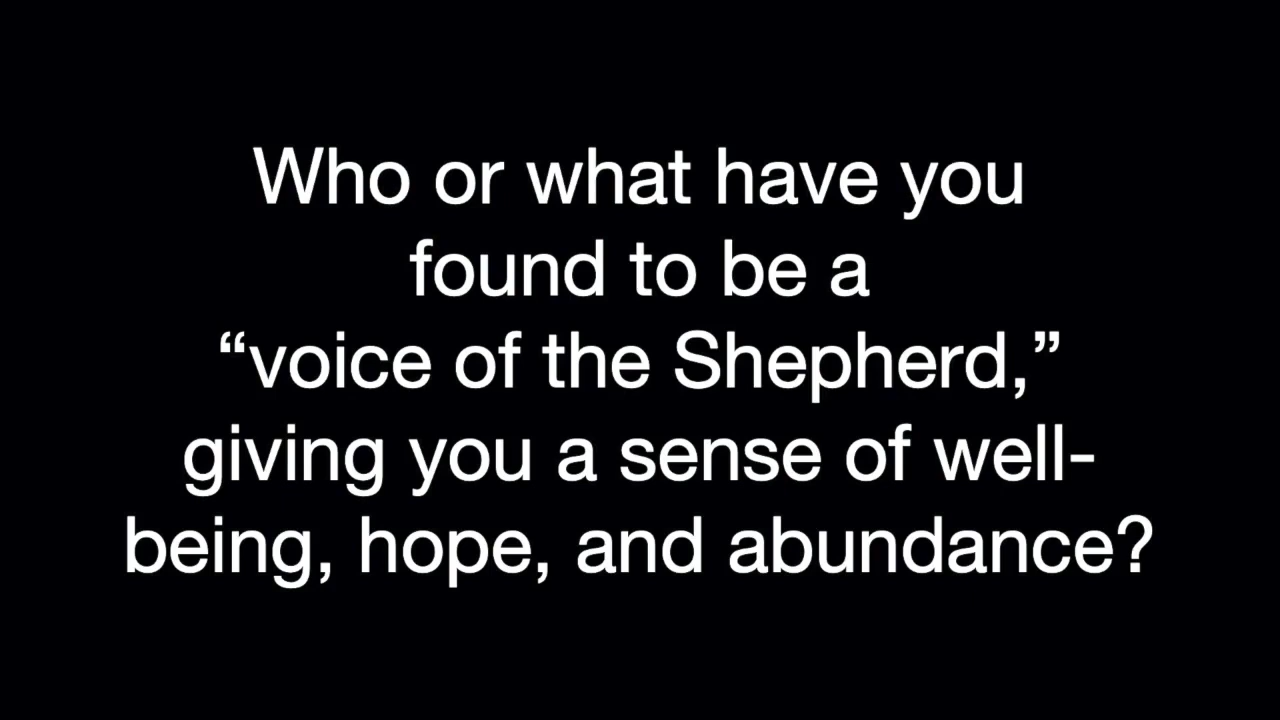 Who or what have you
found to be a
“voice of the Shepherd,”
giving you a sense of well-
being, hope, and abundance?